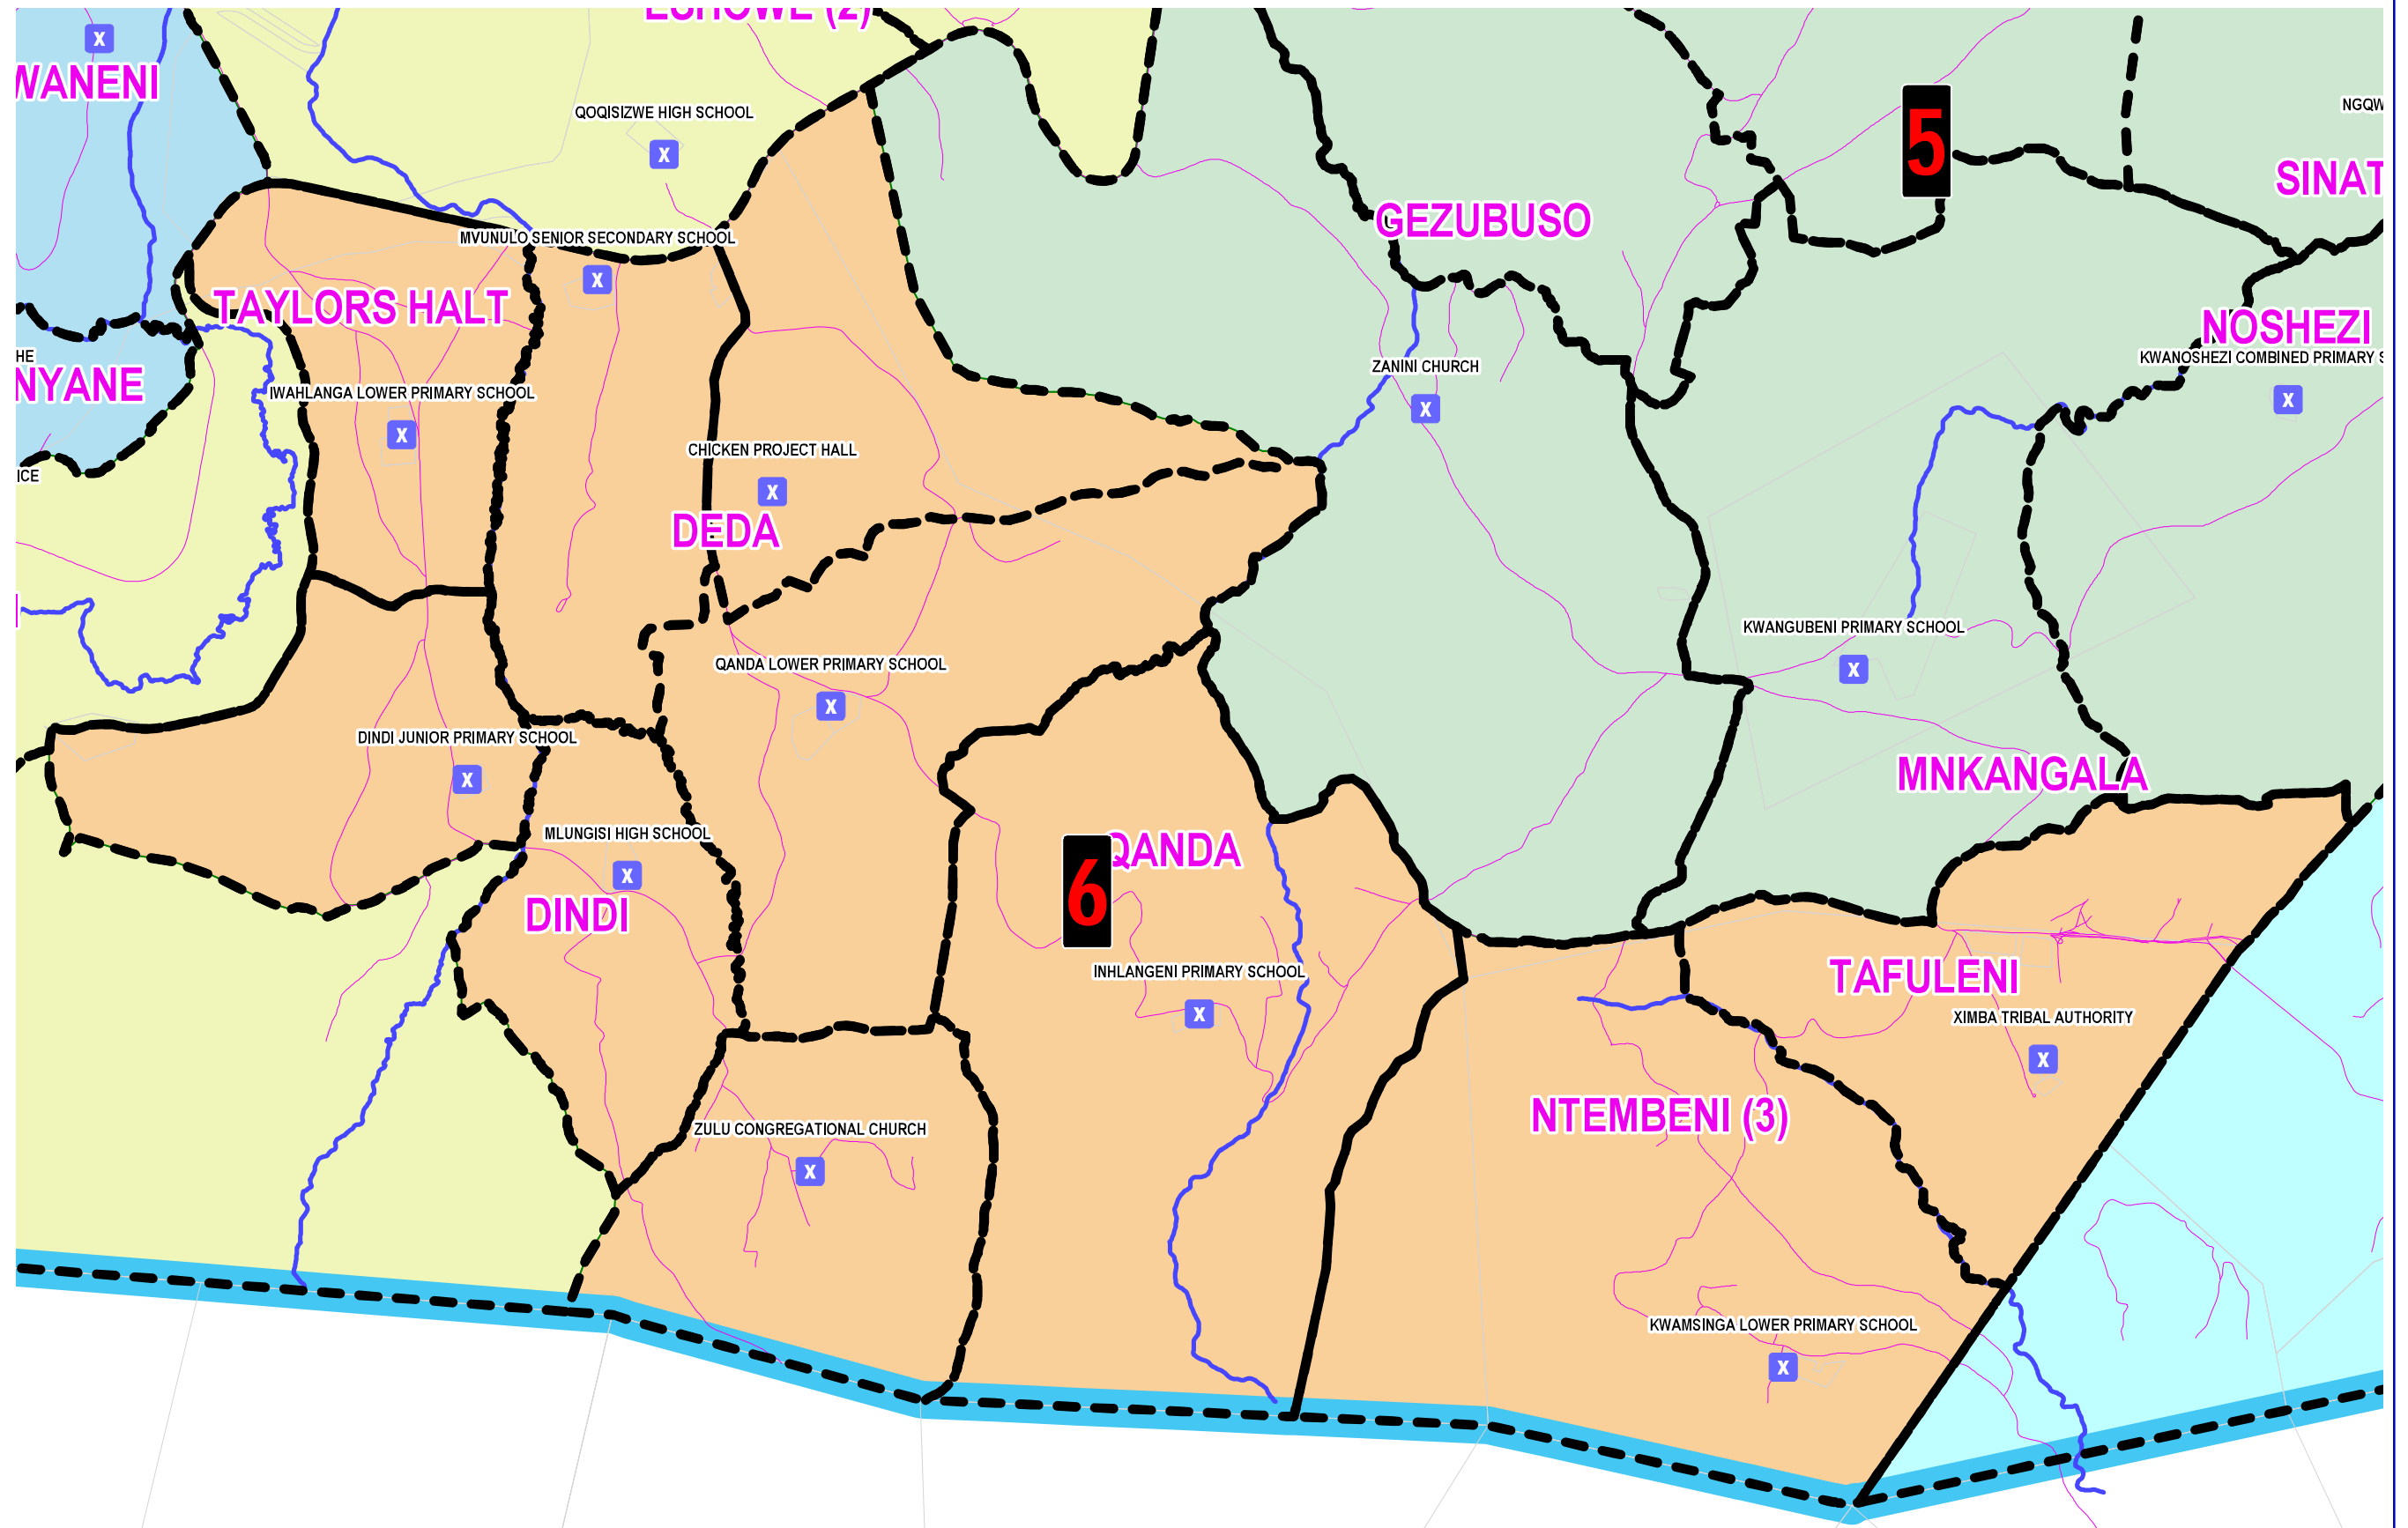 ESHOWE (2)
X
WANENI
QOQISIZWE HIGH SCHOOL
X
NGQW
5
SINAT
GEZUBUSO
MVUNULO SENIOR SECONDARY SCHOOL
X
TAYLORS HALT
NOSHEZI
HE
KWANOSHEZI COMBINED PRIMARY S
X
ZANINI CHURCH
X
NYANE
IWAHLANGA LOWER PRIMARY SCHOOL
X
CHICKEN PROJECT HALL
X
ICE
DEDA
KWANGUBENI PRIMARY SCHOOL
X
QANDA LOWER PRIMARY SCHOOL
X
DINDI JUNIOR PRIMARY SCHOOL
X
MNKANGALA
MLUNGISI HIGH SCHOOL
X
QANDA
6
DINDI
INHLANGENI PRIMARY SCHOOL
X
TAFULENI
XIMBA TRIBAL AUTHORITY
X
NTEMBENI (3)
ZULU CONGREGATIONAL CHURCH
X
KWAMSINGA LOWER PRIMARY SCHOOL
X